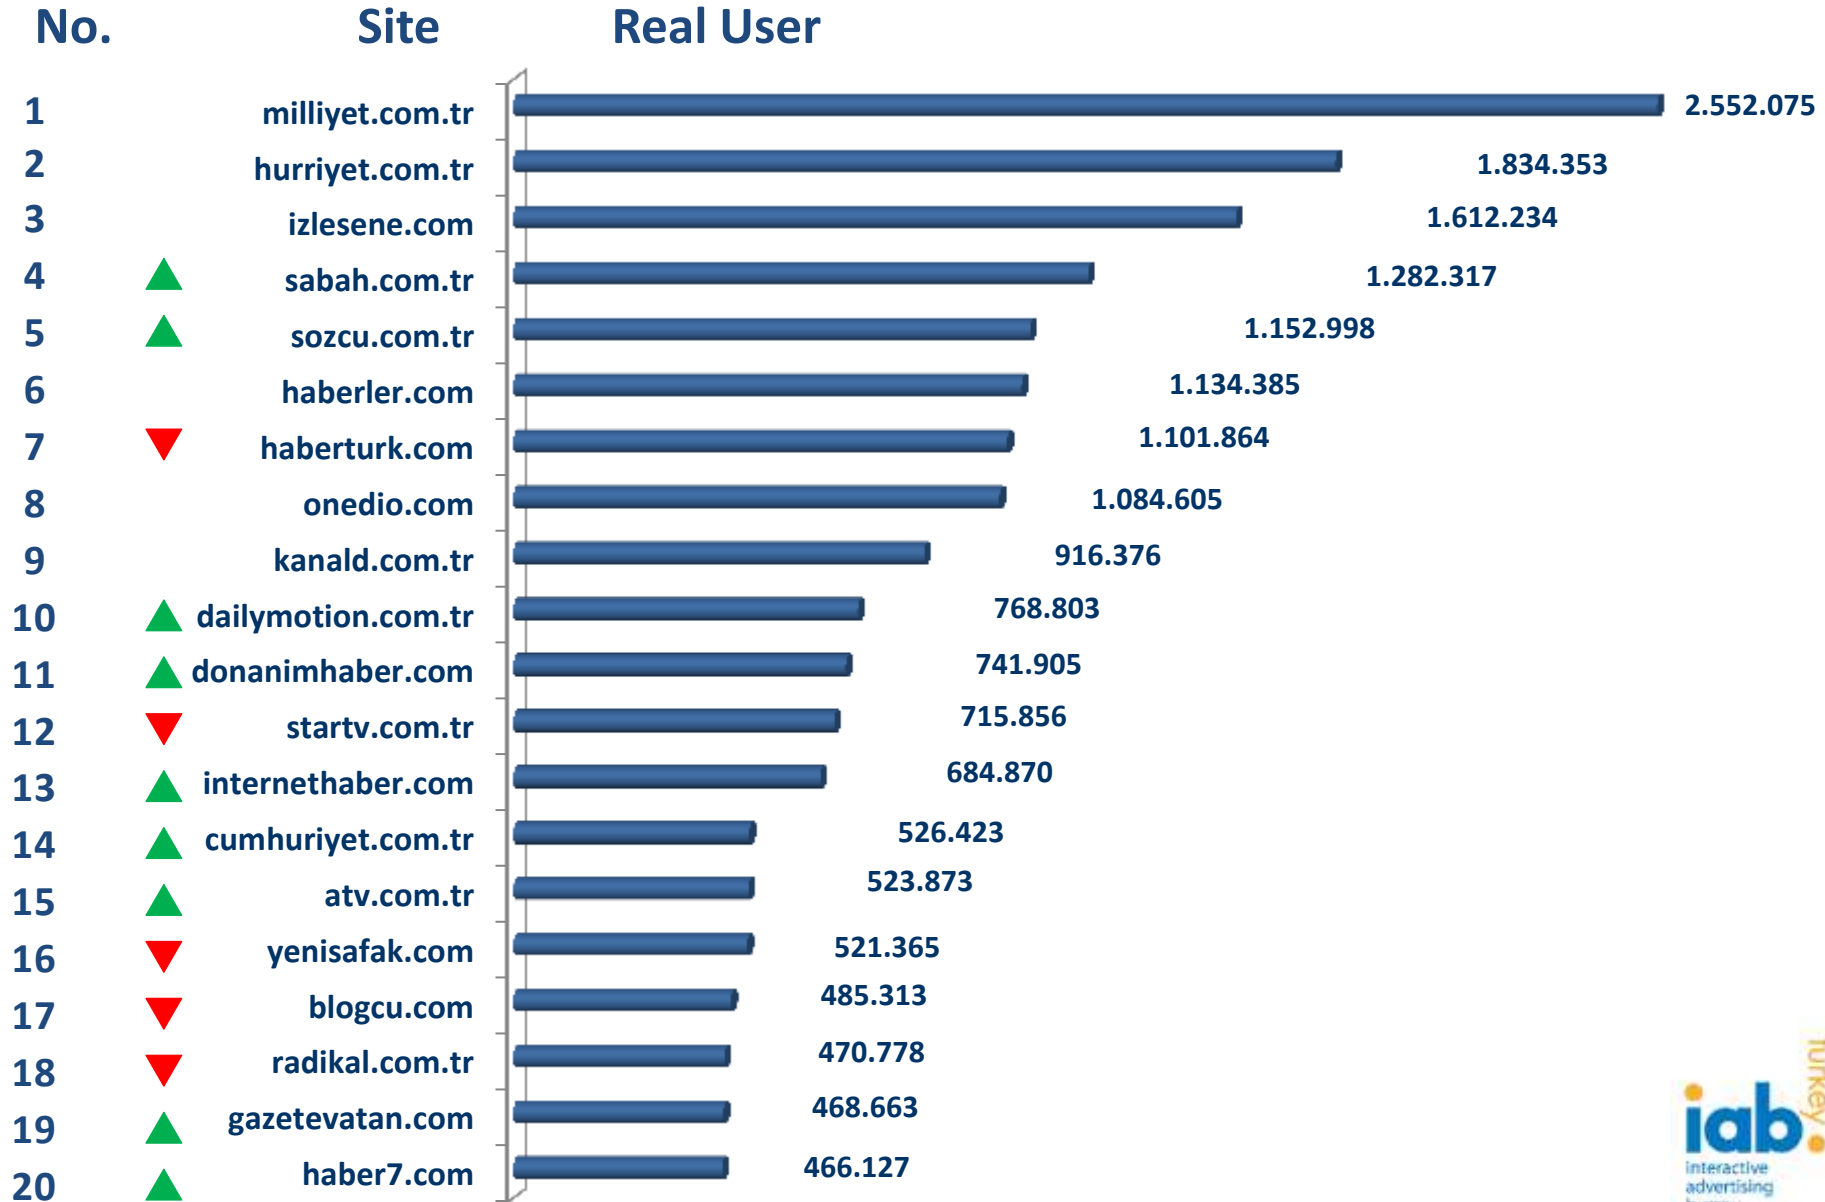 No. Site Real User
1 milliyet.com.tr 2.552.075
2 hurriyet.com.tr 1.834.353
3 izlesene.com 1.612.234
4 sabah.com.tr 1.282.317
5 sozcu.com.tr 1.152.998
6 haberler.com 1.134.385
7 haberturk.com 1.101.864
8 onedio.com 1.084.605
9 kanald.com.tr 916.376
10 dailymotion.com.tr 768.803
11 donanimhaber.com 741.905
12 startv.com.tr 715.856
13 internethaber.com 684.870
14 cumhuriyet.com.tr 526.423
15 atv.com.tr 523.873
16 yenisafak.com 521.365
17 blogcu.com 485.313
18 radikal.com.tr 470.778
19 gazetevatan.com 468.663
20 haber7.com 466.127
iab. turkey
interactive
advertising